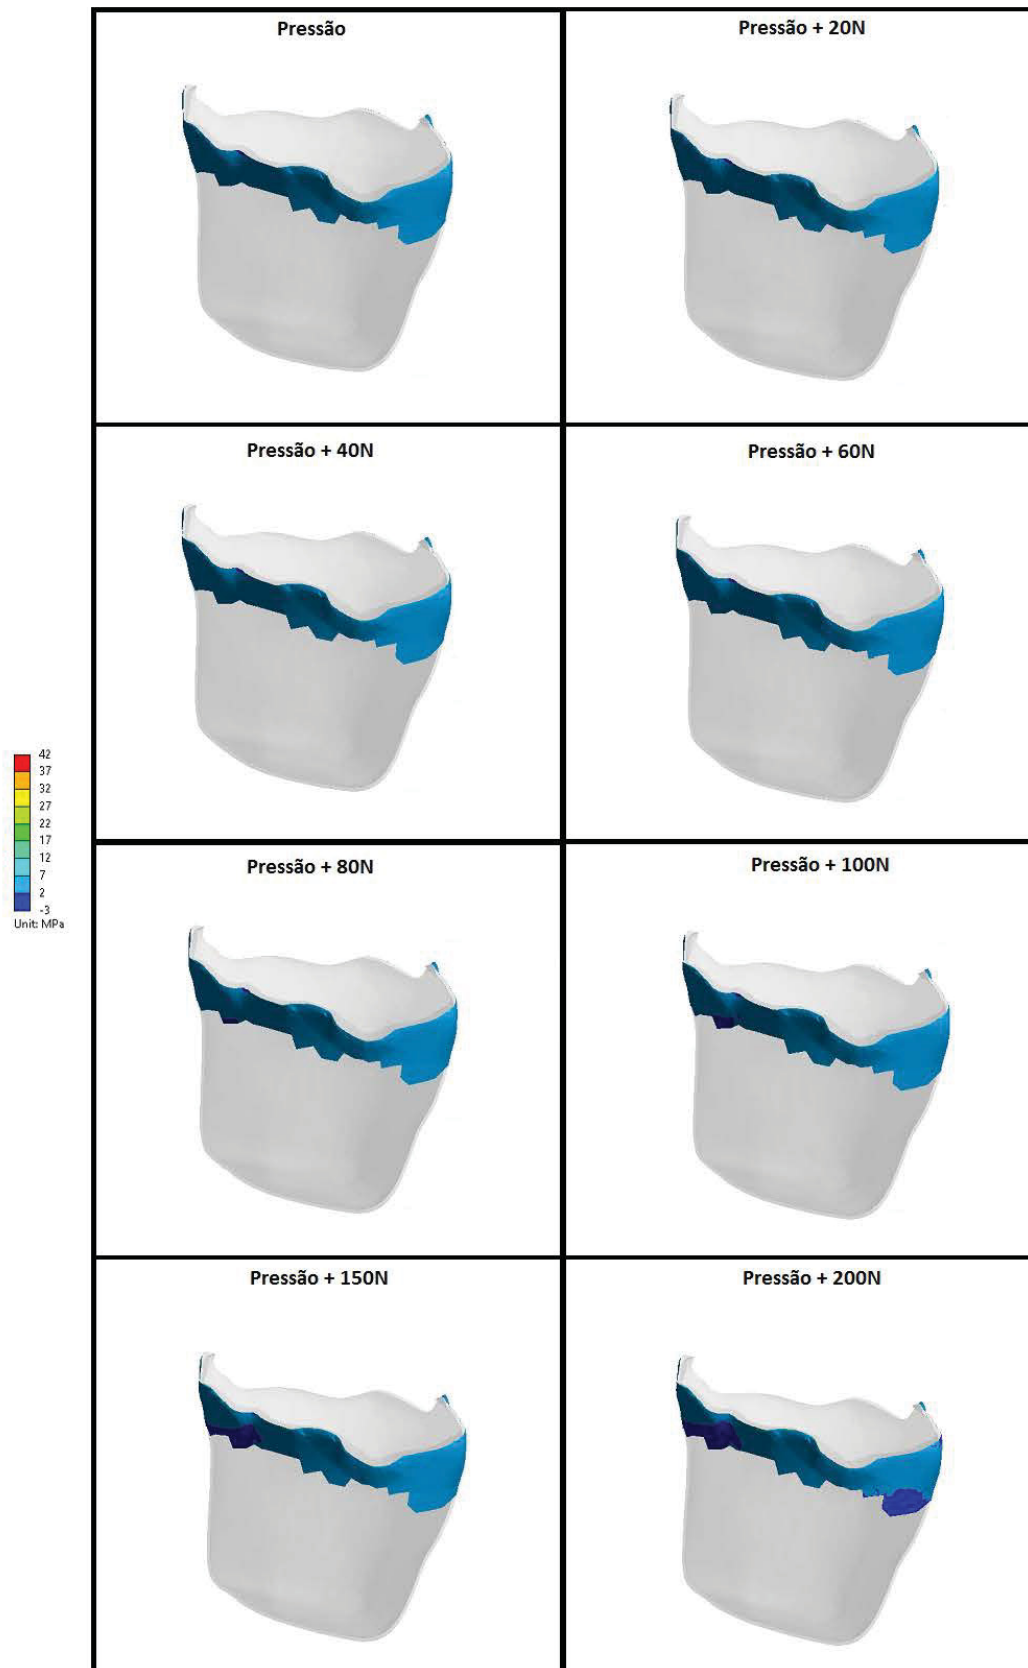 Pressão
Pressão + 20N
Pressão + 40N
Pressão + 60N
42
37
32
27
22
17
12
7
2
-3
Unit: MPa
Pressão + 80N
Pressão + 100N
Pressão + 150N
Pressão + 200N